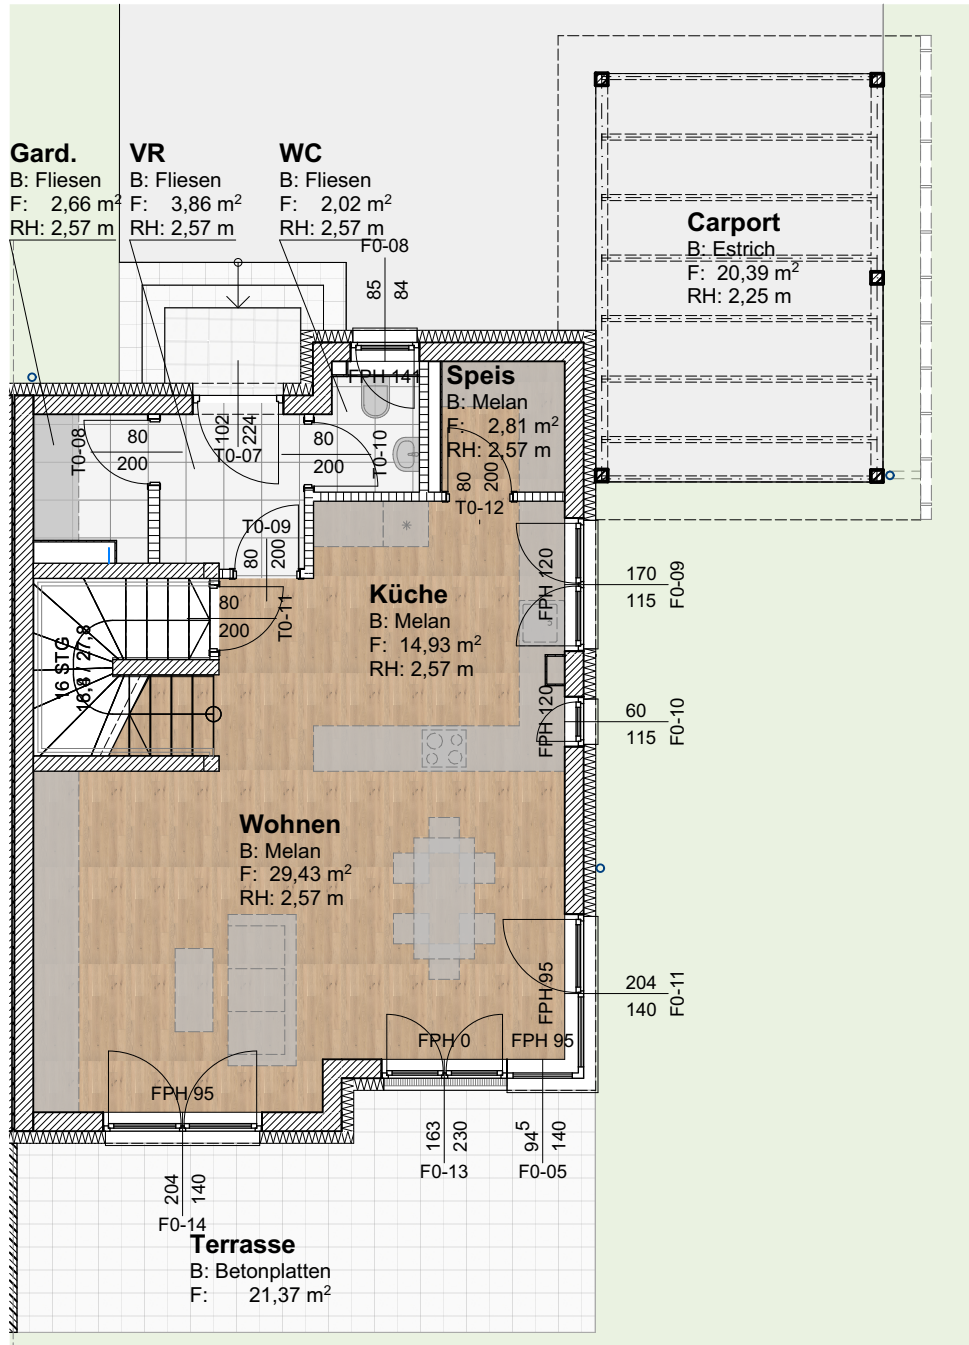 Gard.
B: Fliesen
F: 2,66 m²
RH: 2,57 m
VR
B: Fliesen
F: 3,86 m²
RH: 2,57 m
WC
B: Fliesen
F: 2,02 m²
RH: 2,57 m
F0-08
85
84
FPH 141
Carport
B: Estrich
F: 20,39 m²
RH: 2,25 m
Speis
B: Melan
F: 2,81 m²
RH: 2,57 m
T0-08
80
200
102
224
T0-07
80
200
T0-10
80
200
T0-12
T0-09
80
200
80
200
T0-11
16 STG
Küche
B: Melan
F: 14,93 m²
RH: 2,57 m
FPH 120
170
115
F0-09
FPH 120
60
115
F0-10
Wohnen
B: Melan
F: 29,43 m²
RH: 2,57 m
FPH 95
204
140
F0-11
FPH 0
FPH 95
FPH 95
163
230
F0-13
94⁵
140
F0-05
204
140
F0-14
Terrasse
B: Betonplatten
F: 21,37 m²